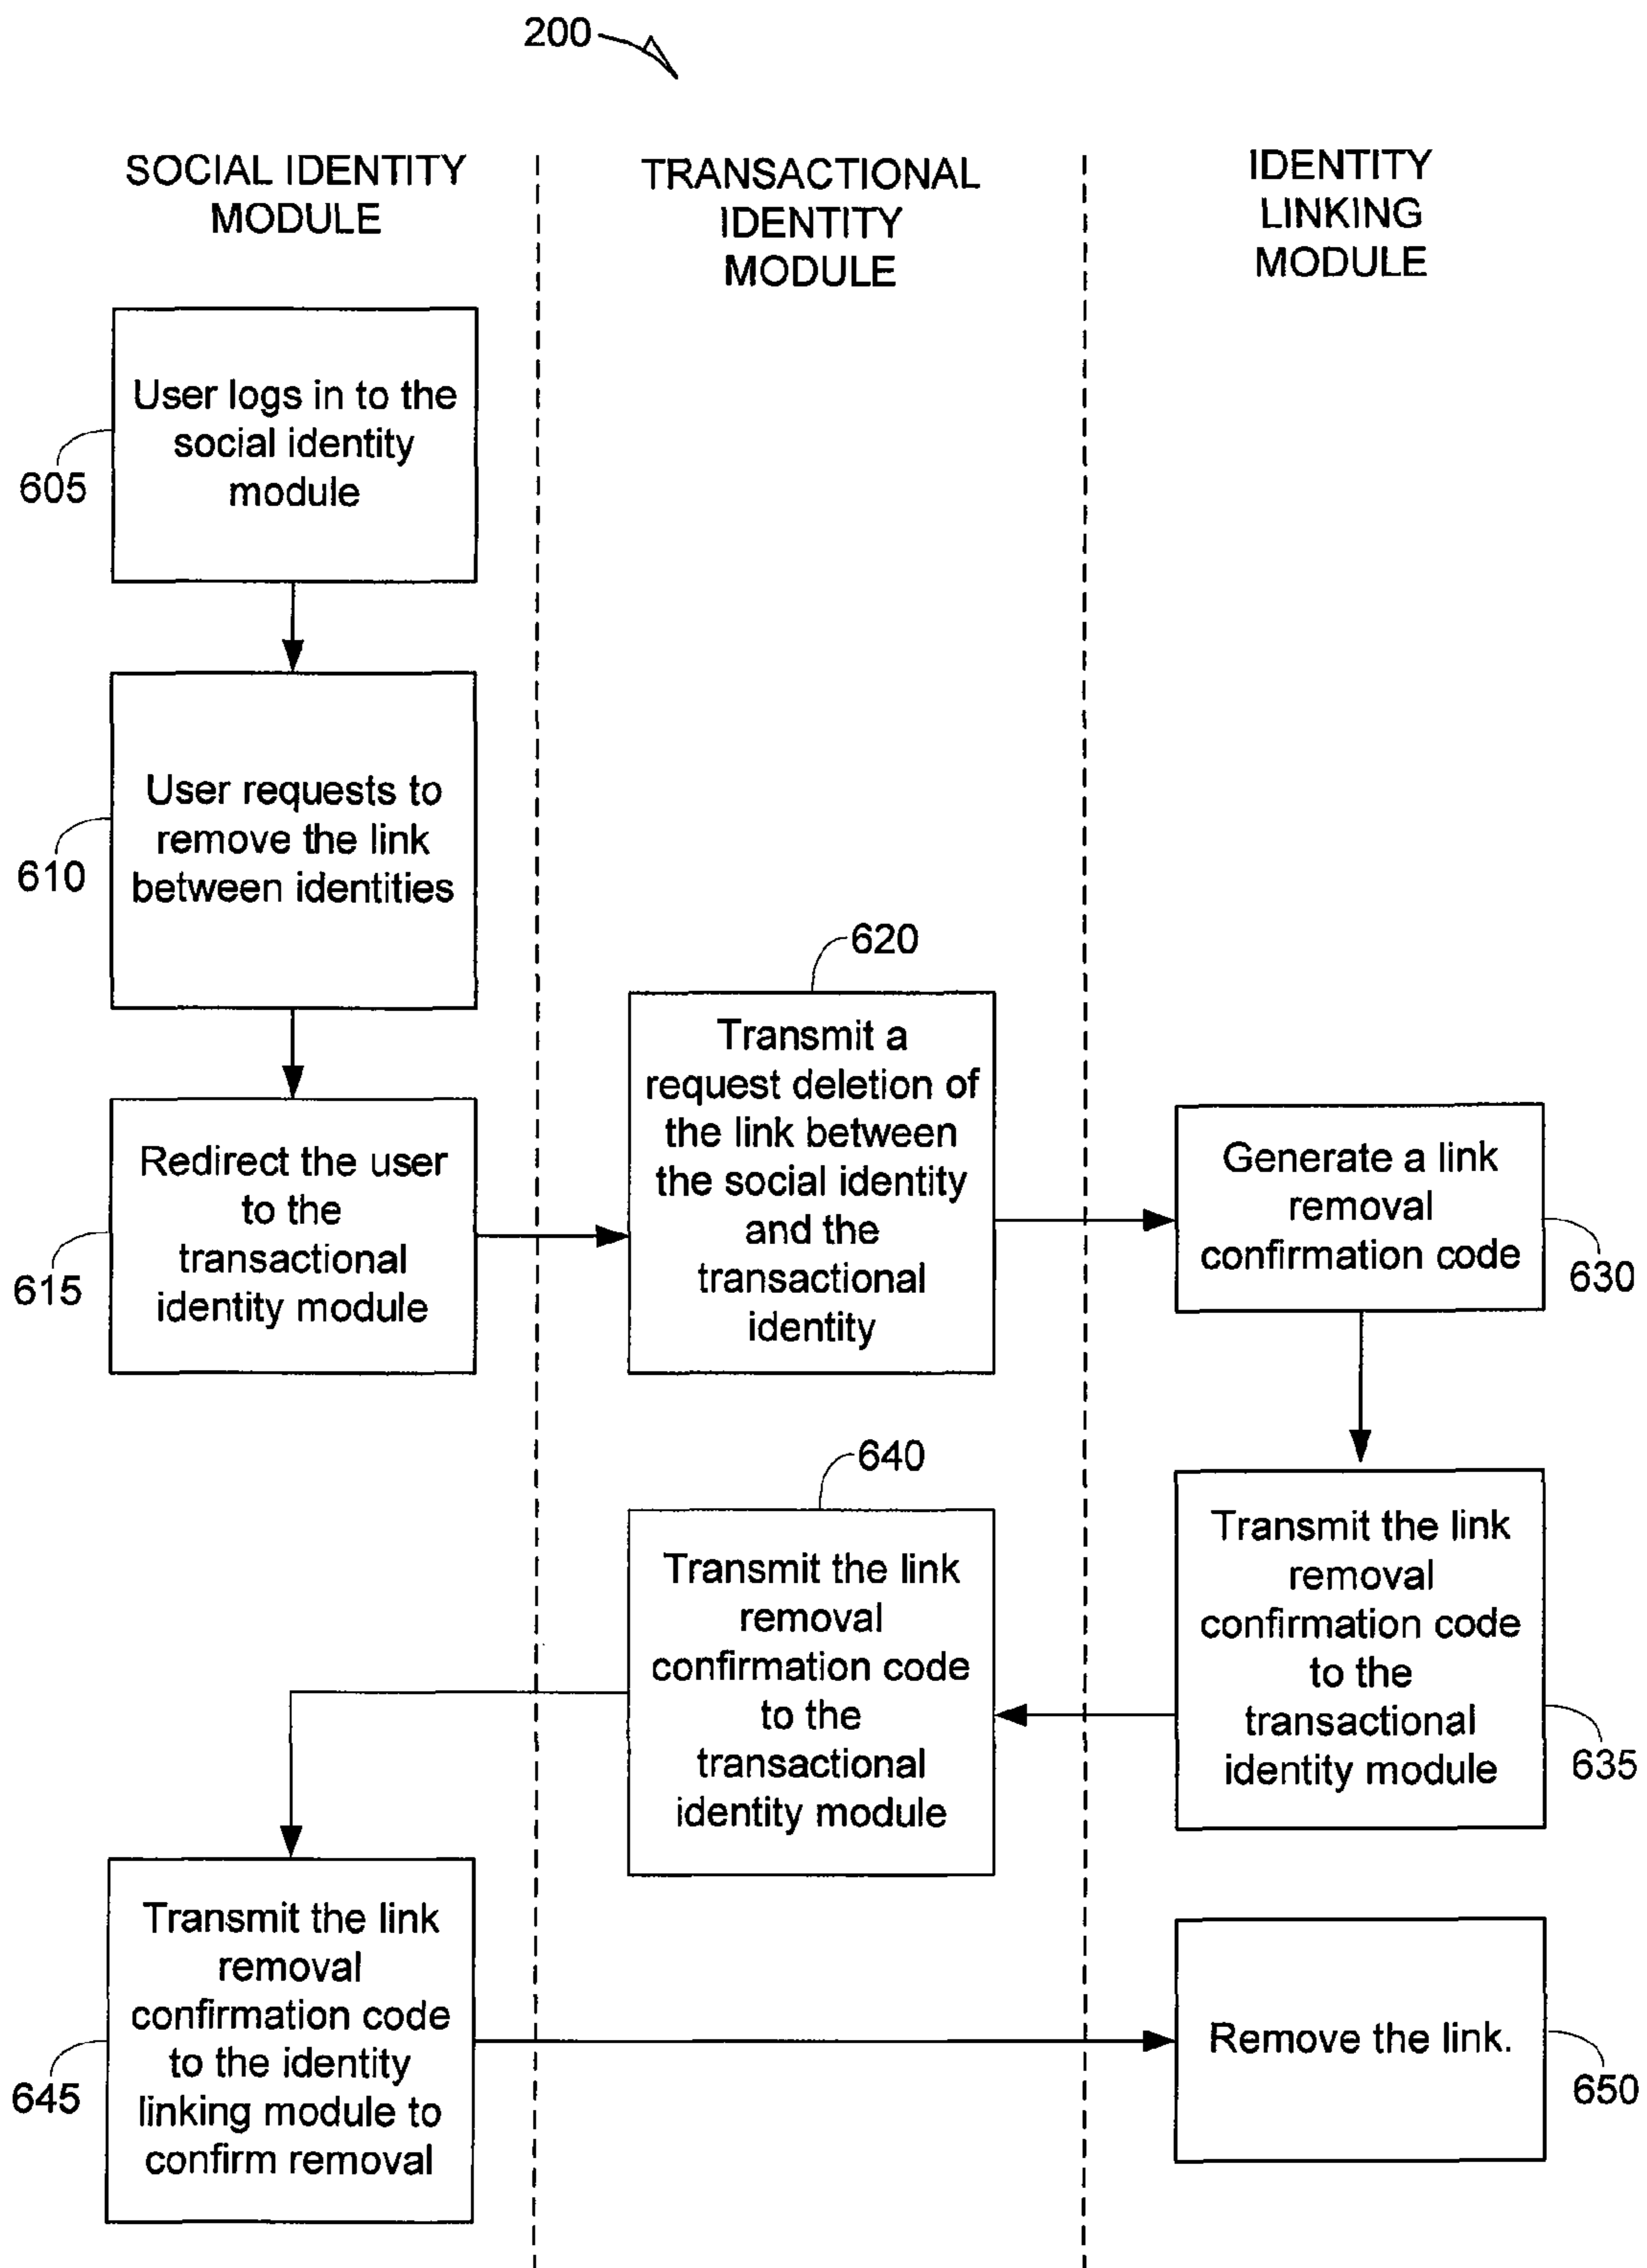 200
SOCIAL IDENTITY
MODULE
TRANSACTIONAL
IDENTITY
MODULE
IDENTITY
LINKING
MODULE
User logs in to the
social identity
module
605
User requests to
remove the link
between identities
610
Redirect the user
to the
transactional
identity module
615
620
Transmit a
request deletion of
the link between
the social identity
and the
transactional
identity
Generate a link
removal
confirmation code
630
Transmit the link
removal
confirmation code
to the
transactional
identity module
635
640
Transmit the link
removal
confirmation code
to the
transactional
identity module
Transmit the link
removal
confirmation code
to the identity
linking module to
confirm removal
645
Remove the link.
650